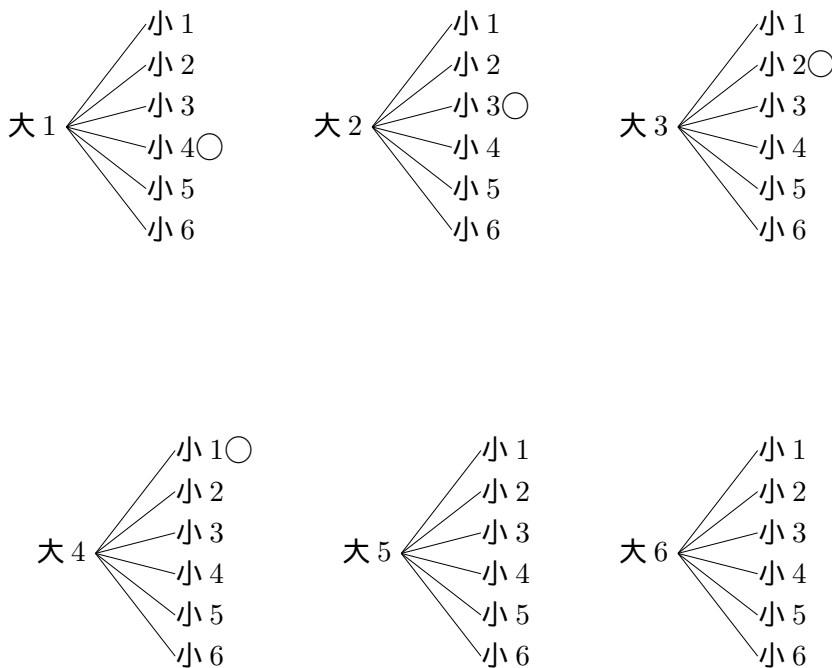 大 1
小 1
小 2
小 3
小 4◯
小 5
小 6
大 2
小 1
小 2
小 3◯
小 4
小 5
小 6
大 3
小 1
小 2◯
小 3
小 4
小 5
小 6
大 4
小 1◯
小 2
小 3
小 4
小 5
小 6
大 5
小 1
小 2
小 3
小 4
小 5
小 6
大 6
小 1
小 2
小 3
小 4
小 5
小 6